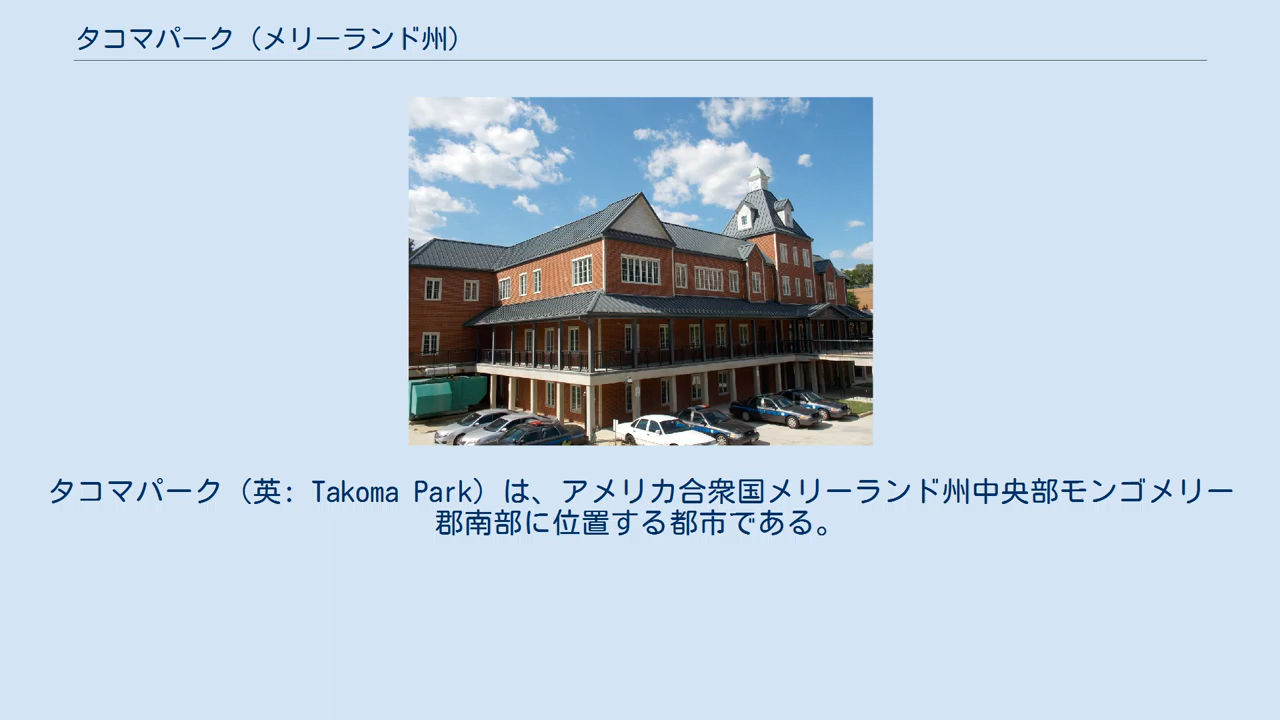 タコマパーク（メリーランド州）
タコマパーク（英: Takoma Park）は、アメリカ合衆国メリーランド州中央部モンゴメリー
郡南部に位置する都市である。